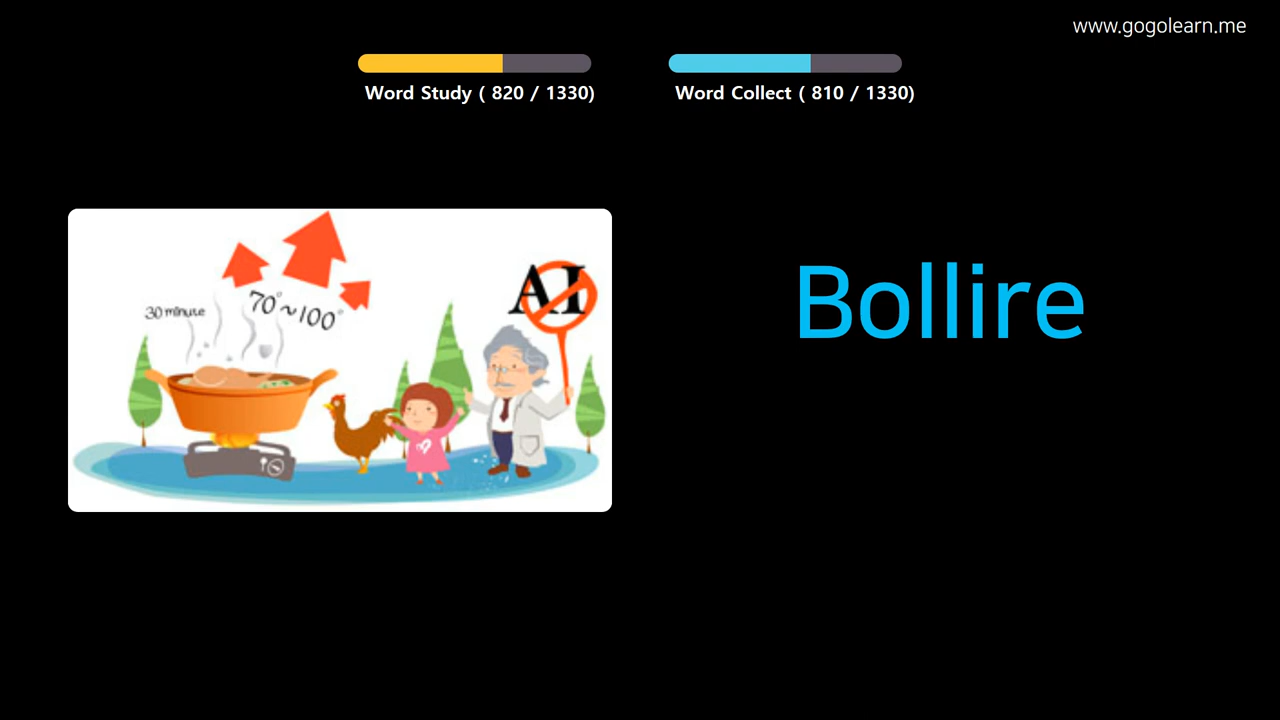 www.gogolearn.me
Word Study ( 820 / 1330)
Word Collect ( 810 / 1330)
30 minute
70°~100°
AI
Bollire